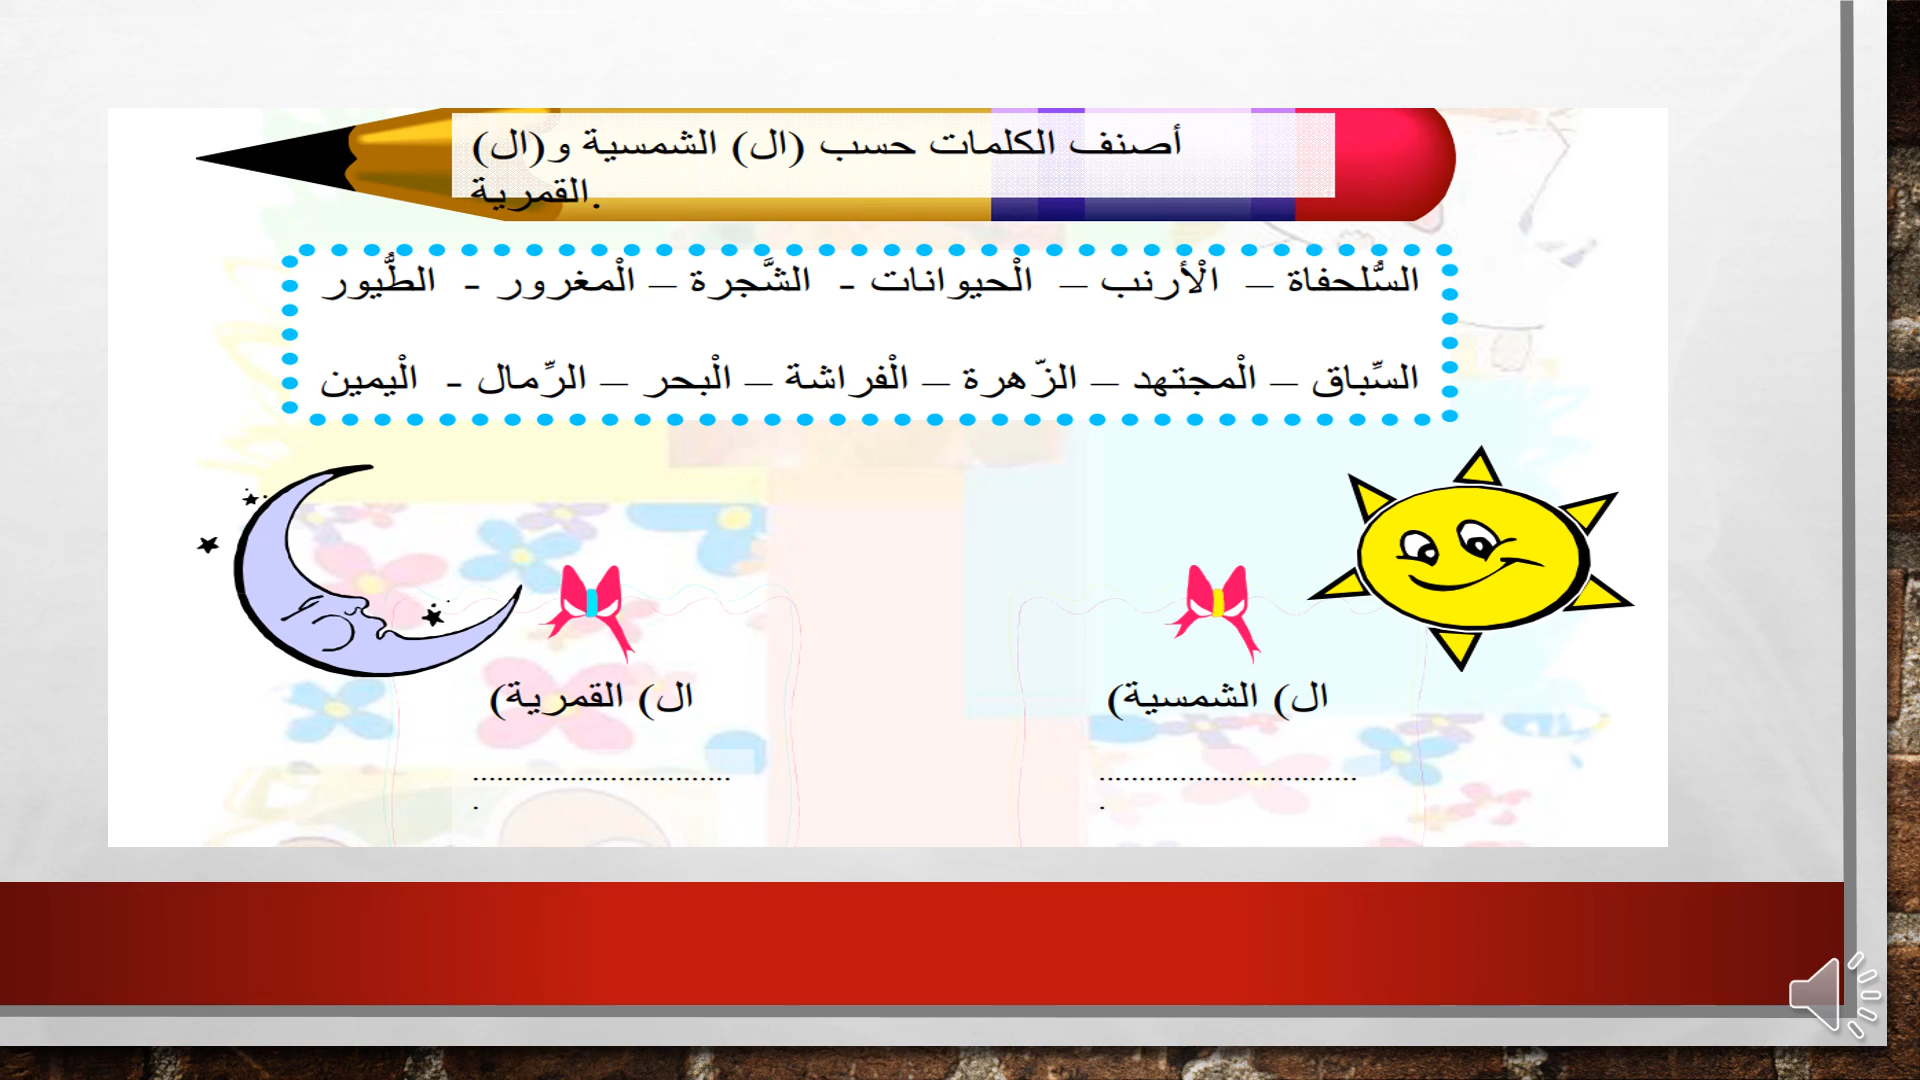 أصنف الكلمات حسب (ال) الشمسية و(ال)
القمرية.
السُّلحفاة – الْأرنب – الْحيوانات - الشَّجرة – الْمغرور - الطُّيور
السِّباق – الْمجتهد – الزّهرة – الْفراشة – الْبحر – الرِّمال - الْيمين
ال) الشمسية)
ال) القمرية)
................................
.
................................
.